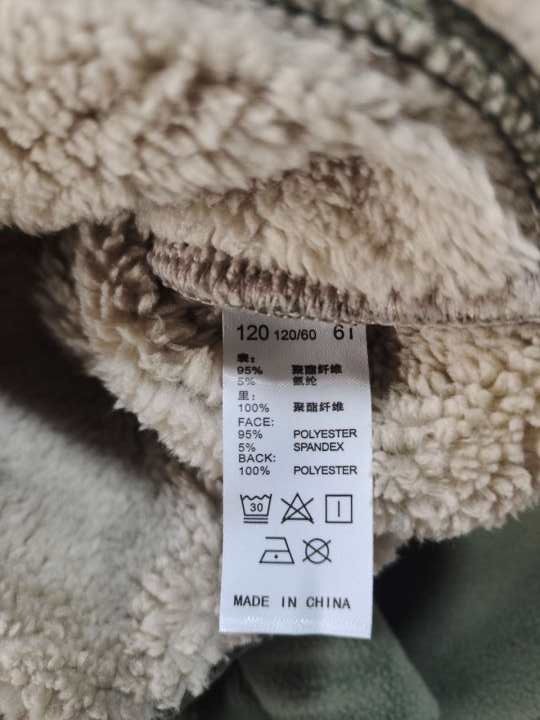 120 120/60 6T
表:
95% 聚酯纤维
5% 氨纶
里:
100% 聚酯纤维
FACE:
95% POLYESTER
5% SPANDEX
BACK:
100% POLYESTER
30
MADE IN CHINA